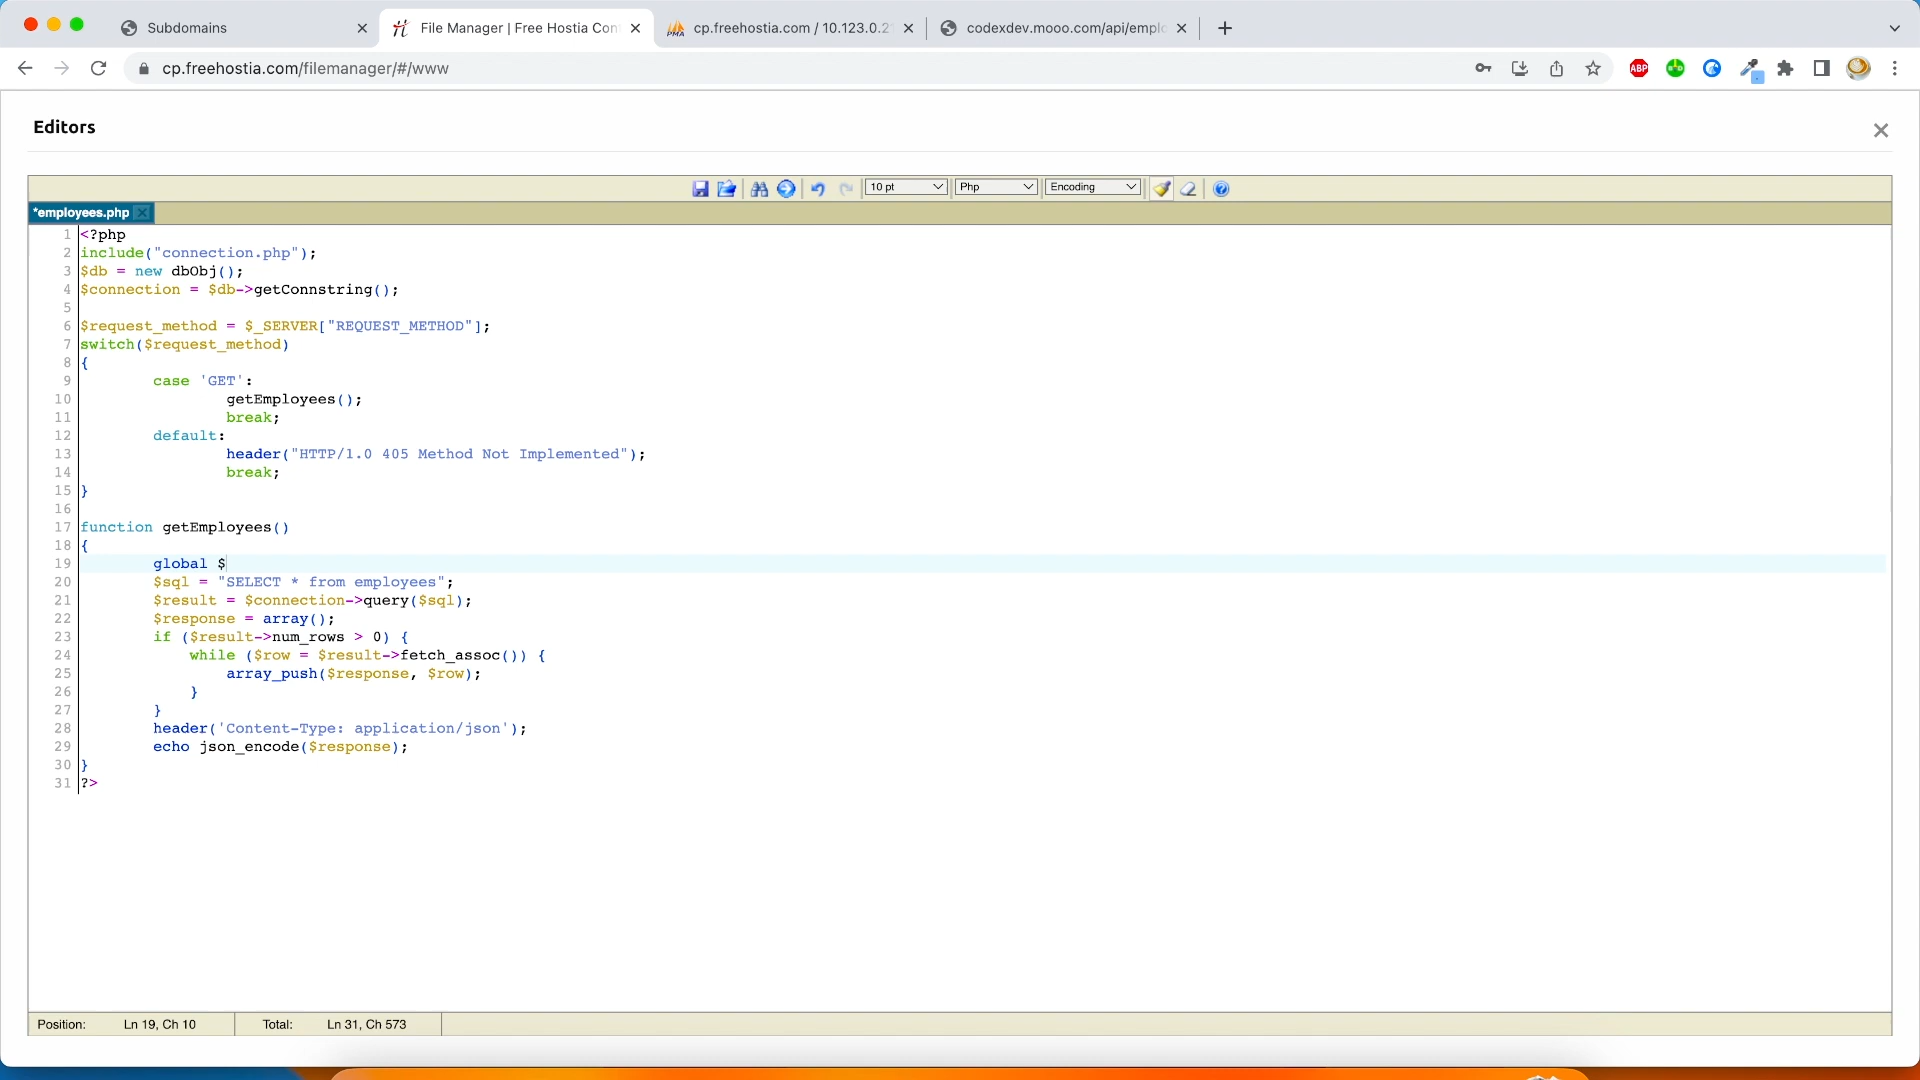 Subdomains
File Manager | Free Hostia Con
PMA
cp.freehostia.com / 10.123.0.2
codexdev.mooo.com/api/emplo
cp.freehostia.com/filemanager/#/www
ABP
Editors
10 pt
Php
Encoding
*employees.php
1 <?php
2 include("connection.php");
3 $db = new dbObj();
4 $connection = $db->getConnstring();
5
6 $request_method = $_SERVER["REQUEST_METHOD"];
7 switch($request_method)
8 {
9 case 'GET':
10 getEmployees();
11 break;
12 default:
13 header("HTTP/1.0 405 Method Not Implemented");
14 break;
15 }
16
17 function getEmployees()
18 {
19 global $
20 $sql = "SELECT * from employees";
21 $result = $connection->query($sql);
22 $response = array();
23 if ($result->num_rows > 0) {
24 while ($row = $result->fetch_assoc()) {
25 array_push($response, $row);
26 }
27 }
28 header('Content-Type: application/json');
29 echo json_encode($response);
30 }
31 ?>
Position: Ln 19, Ch 10 Total: Ln 31, Ch 573